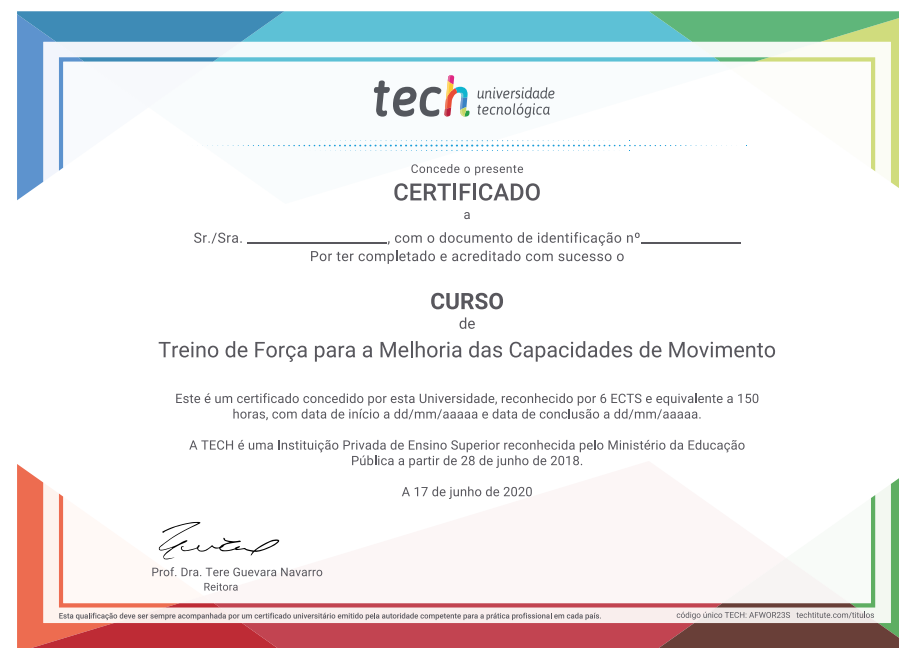 tech universidade
tecnológica
Concede o presente
CERTIFICADO
a
Sr./Sra. ____________, com o documento de identificação nº__________
Por ter completado e acreditado com sucesso o
CURSO
de
Treino de Força para a Melhoria das Capacidades de Movimento
Este é um certificado concedido por esta Universidade, reconhecido por 6 ECTS e equivalente a 150
horas, com data de início a dd/mm/aaaaa e data de conclusão a dd/mm/aaaaa.
A TECH é uma Instituição Privada de Ensino Superior reconhecida pelo Ministério da Educação
Pública a partir de 28 de junho de 2018.
A 17 de junho de 2020
Prof. Dra. Tere Guevara Navarro
Reitora
Esta qualificação deve ser sempre acompanhada por um certificado universitário emitido pela autoridade competente para a prática profissional em cada país.
código único TECH: AFWOR23S techtitute.com/titulos